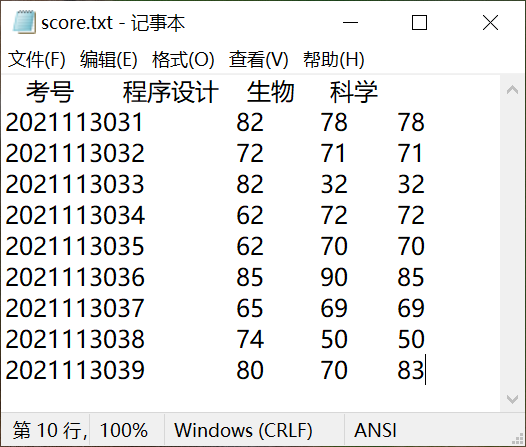 score.txt - 记事本
文件(F) 编辑(E) 格式(O) 查看(V) 帮助(H)
考号 程序设计 生物 科学
2021113031 82 78 78
2021113032 72 71 71
2021113033 82 32 32
2021113034 62 72 72
2021113035 62 70 70
2021113036 85 90 85
2021113037 65 69 69
2021113038 74 50 50
2021113039 80 70 83
第 10 行, 100% Windows (CRLF) ANSI